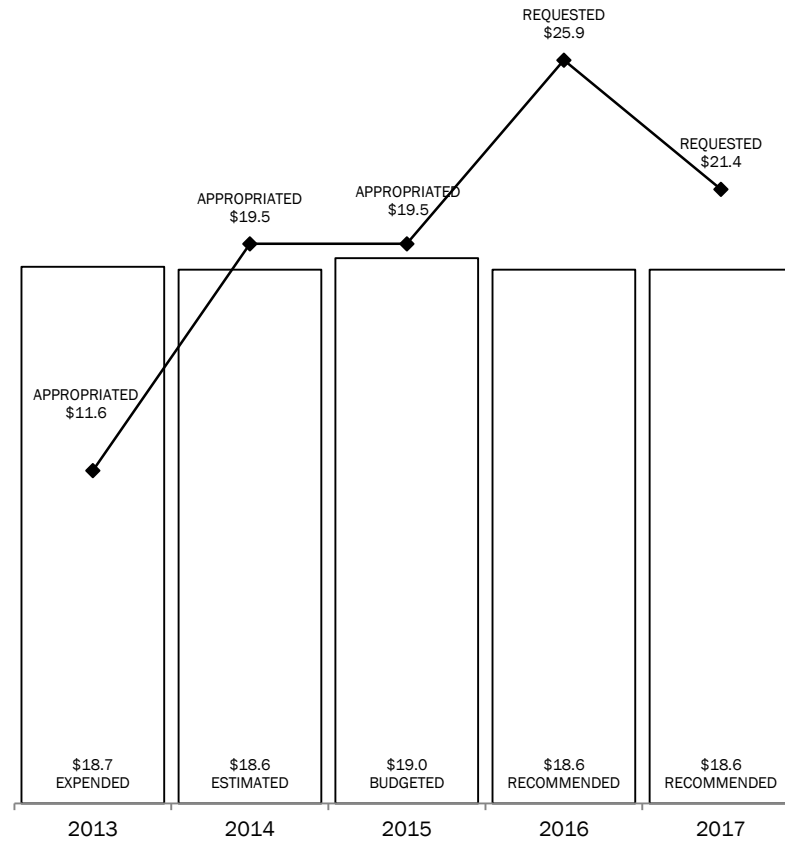 REQUESTED
$25.9
REQUESTED
$21.4
APPROPRIATED
$19.5
APPROPRIATED
$19.5
APPROPRIATED
$11.6
$18.7
EXPENDED
$18.6
ESTIMATED
$19.0
BUDGETED
$18.6
RECOMMENDED
$18.6
RECOMMENDED
2013
2014
2015
2016
2017